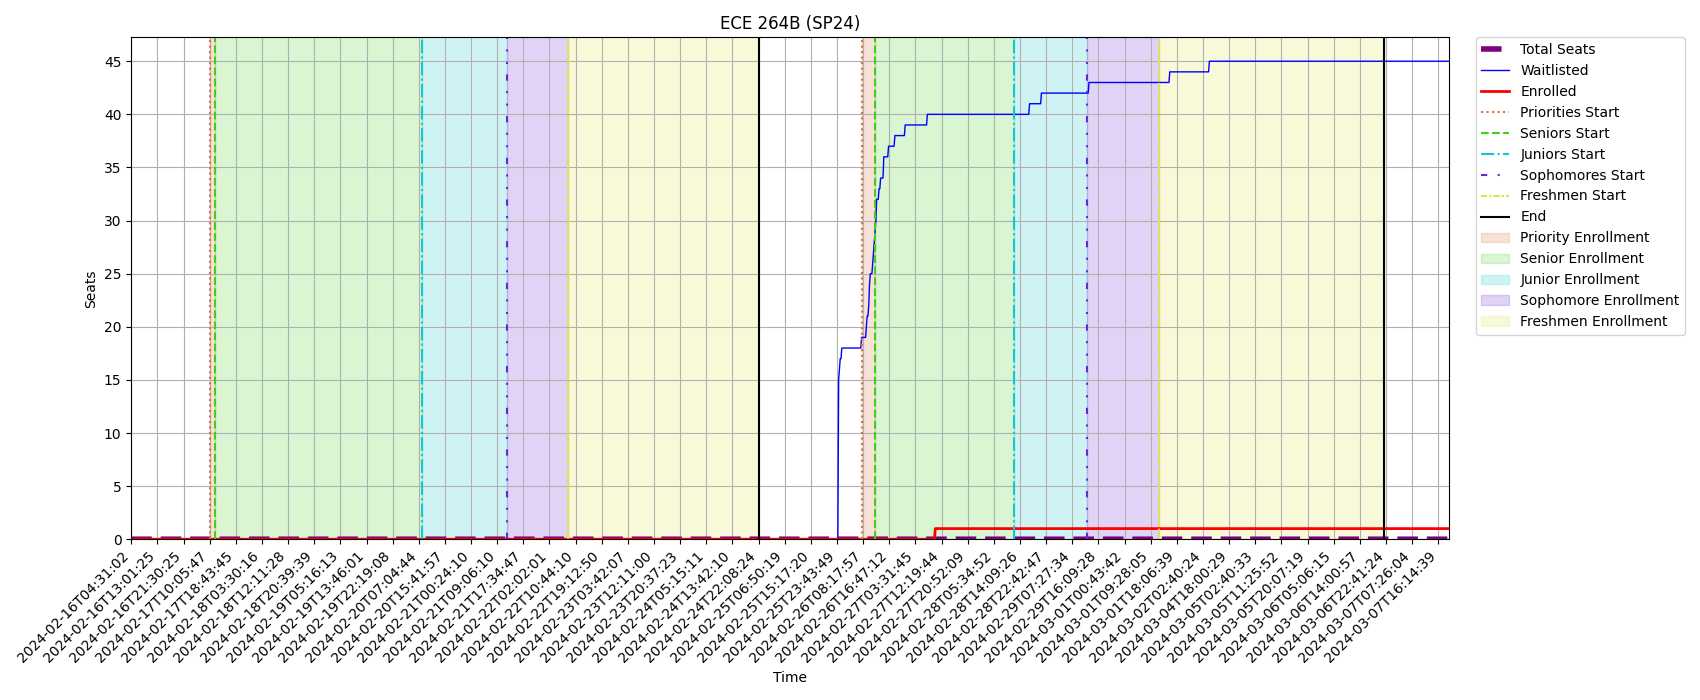 ECE 264B (SP24)
Seats
45
40
35
30
25
20
15
10
5
0
2024-02-16T04:31:02
2024-02-16T13:01:25
2024-02-16T21:30:25
2024-02-17T10:05:47
2024-02-17T18:43:45
2024-02-18T03:30:16
2024-02-18T12:11:28
2024-02-18T20:39:39
2024-02-19T05:16:13
2024-02-19T13:46:01
2024-02-19T22:19:08
2024-02-20T07:04:44
2024-02-20T15:41:57
2024-02-21T00:24:10
2024-02-21T09:06:10
2024-02-21T17:34:47
2024-02-22T02:02:01
2024-02-22T10:44:10
2024-02-22T19:12:50
2024-02-23T03:42:07
2024-02-23T12:11:00
2024-02-23T20:37:23
2024-02-24T05:15:11
2024-02-24T13:42:10
2024-02-24T22:08:24
2024-02-25T06:50:19
2024-02-25T15:17:20
2024-02-25T23:43:49
2024-02-26T08:17:57
2024-02-26T16:47:12
2024-02-27T03:31:45
2024-02-27T12:19:44
2024-02-27T20:52:09
2024-02-28T05:34:52
2024-02-28T14:09:26
2024-02-28T22:42:47
2024-02-29T07:27:34
2024-02-29T16:09:28
2024-03-01T00:43:42
2024-03-01T09:28:05
2024-03-01T18:06:39
2024-03-02T02:40:24
2024-03-04T18:00:29
2024-03-05T02:40:33
2024-03-05T11:25:52
2024-03-05T20:07:19
2024-03-06T05:06:15
2024-03-06T14:00:57
2024-03-06T22:41:24
2024-03-07T07:26:04
2024-03-07T16:14:39
Time
Total Seats
Waitlisted
Enrolled
Priorities Start
Seniors Start
Juniors Start
Sophomores Start
Freshmen Start
End
Priority Enrollment
Senior Enrollment
Junior Enrollment
Sophomore Enrollment
Freshmen Enrollment